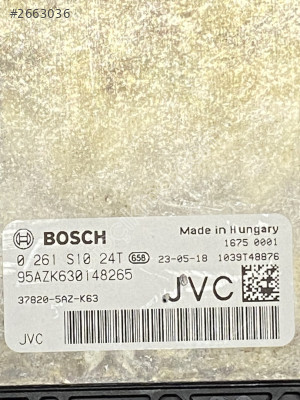 #2663036
BOSCH
Made in Hungary
1675 0001
0 261 S10 24T 658 23-05-18 1039T48876
95AZK630148265
.JVC
37820-5AZ-K63
JVC